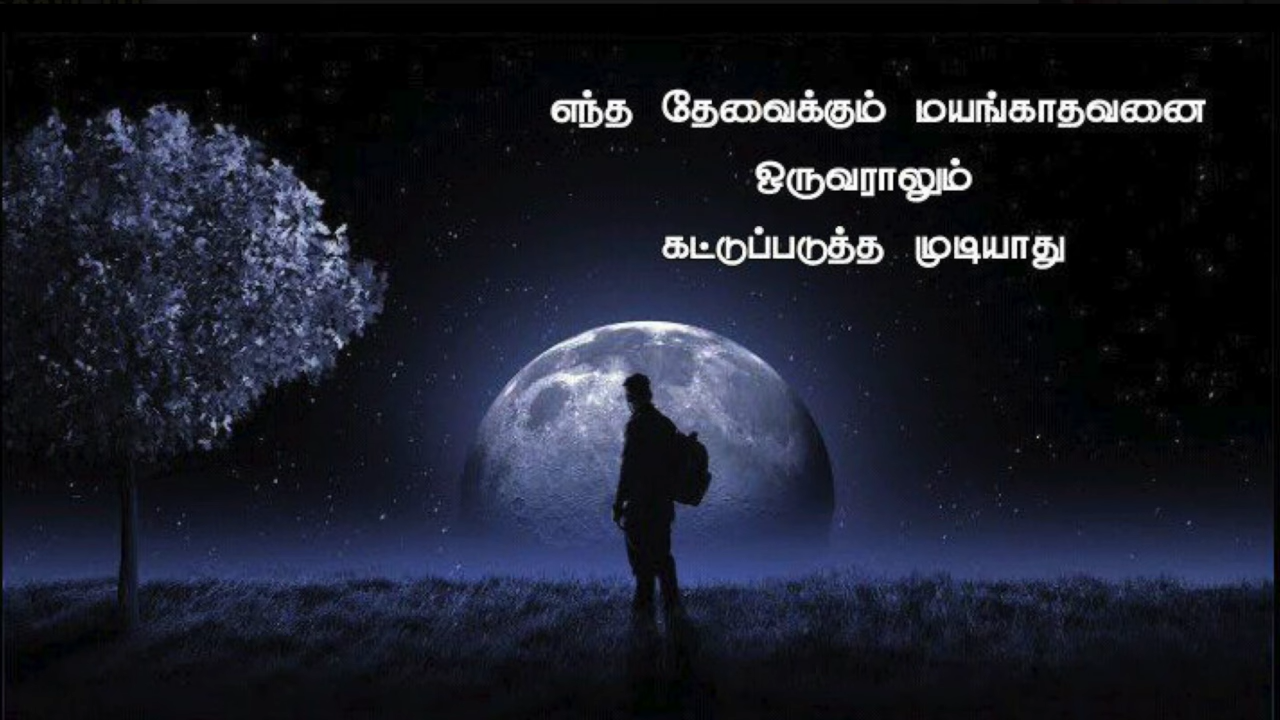 எந்த தேவைக்கும் மயங்காதவனை
ஒருவராலும்
கட்டுப்படுத்த முடியாது